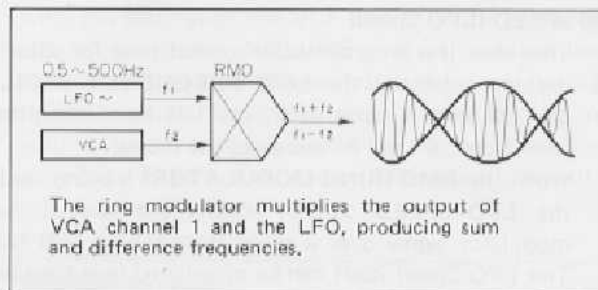 0.5~500Hz RMO
LFO~ f₁
f₁+f₂
f₁-f₂
VCA f₂
The ring modulator multiplies the output of
VCA channel 1 and the LFO, producing sum
and difference frequencies.